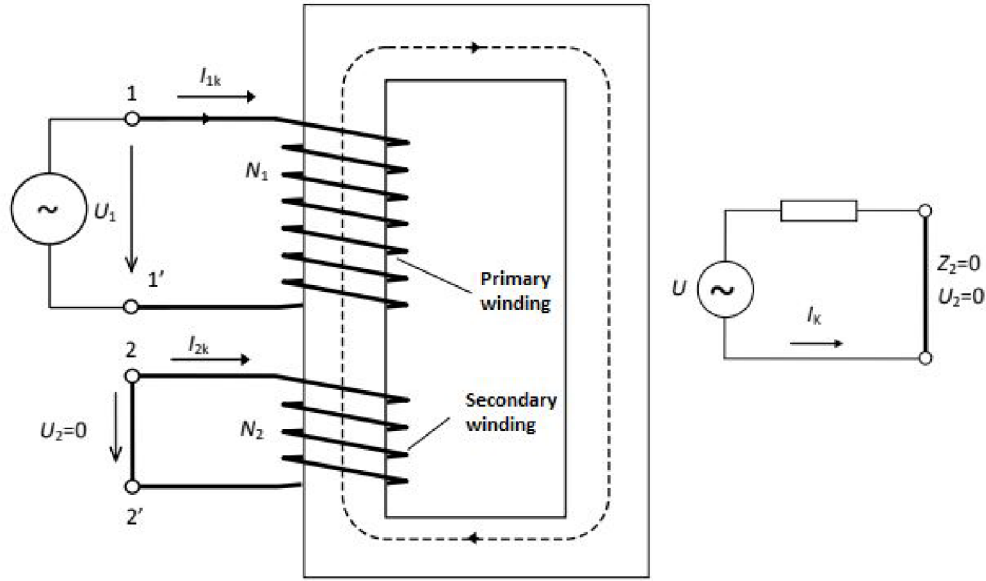 1
I1k
N1
~
U1
1′
Primary
winding
2
I2k
U2=0
N2
Secondary
winding
2′
U
~
IK
Z2=0
U2=0